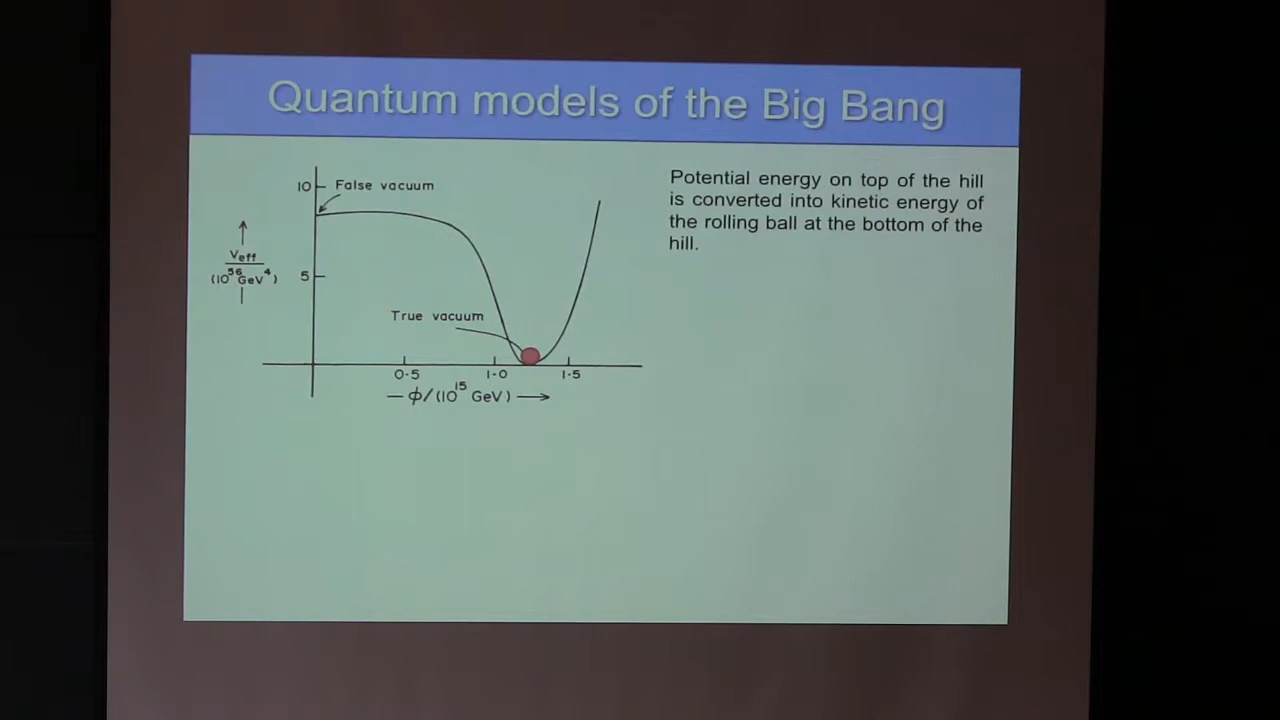 Quantum models of the Big Bang
10
False vacuum
Veff
(10^56 GeV^4)
5
True vacuum
0·5
1·0
1·5
ϕ/(10^15 GeV)
Potential energy on top of the hill
is converted into kinetic energy of
the rolling ball at the bottom of the
hill.